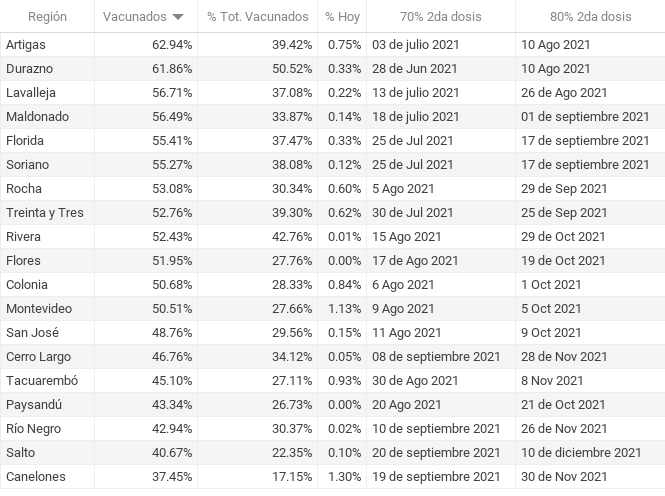 Región Vacunados % Tot. Vacunados % Hoy 70% 2da dosis 80% 2da dosis
Artigas 62.94% 39.42% 0.75% 03 de julio 2021 10 Ago 2021
Durazno 61.86% 50.52% 0.33% 28 de Jun 2021 10 Ago 2021
Lavalleja 56.71% 37.08% 0.22% 13 de julio 2021 26 de Ago 2021
Maldonado 56.49% 33.87% 0.14% 18 de julio 2021 01 de septiembre 2021
Florida 55.41% 37.47% 0.33% 25 de Jul 2021 17 de septiembre 2021
Soriano 55.27% 38.08% 0.12% 25 de Jul 2021 17 de septiembre 2021
Rocha 53.08% 30.34% 0.60% 5 Ago 2021 29 de Sep 2021
Treinta y Tres 52.76% 39.30% 0.62% 30 de Jul 2021 25 de Sep 2021
Rivera 52.43% 42.76% 0.01% 15 Ago 2021 29 de Oct 2021
Flores 51.95% 27.76% 0.00% 17 de Ago 2021 19 de Oct 2021
Colonia 50.68% 28.33% 0.84% 6 Ago 2021 1 Oct 2021
Montevideo 50.51% 27.66% 1.13% 9 Ago 2021 5 Oct 2021
San José 48.76% 29.56% 0.15% 11 Ago 2021 9 Oct 2021
Cerro Largo 46.76% 34.12% 0.05% 08 de septiembre 2021 28 de Nov 2021
Tacuarembó 45.10% 27.11% 0.93% 30 de Ago 2021 8 Nov 2021
Paysandú 43.34% 26.73% 0.00% 20 Ago 2021 21 de Oct 2021
Río Negro 42.94% 30.37% 0.02% 10 de septiembre 2021 26 de Nov 2021
Salto 40.67% 22.35% 0.10% 20 de septiembre 2021 10 de diciembre 2021
Canelones 37.45% 17.15% 1.30% 19 de septiembre 2021 30 de Nov 2021